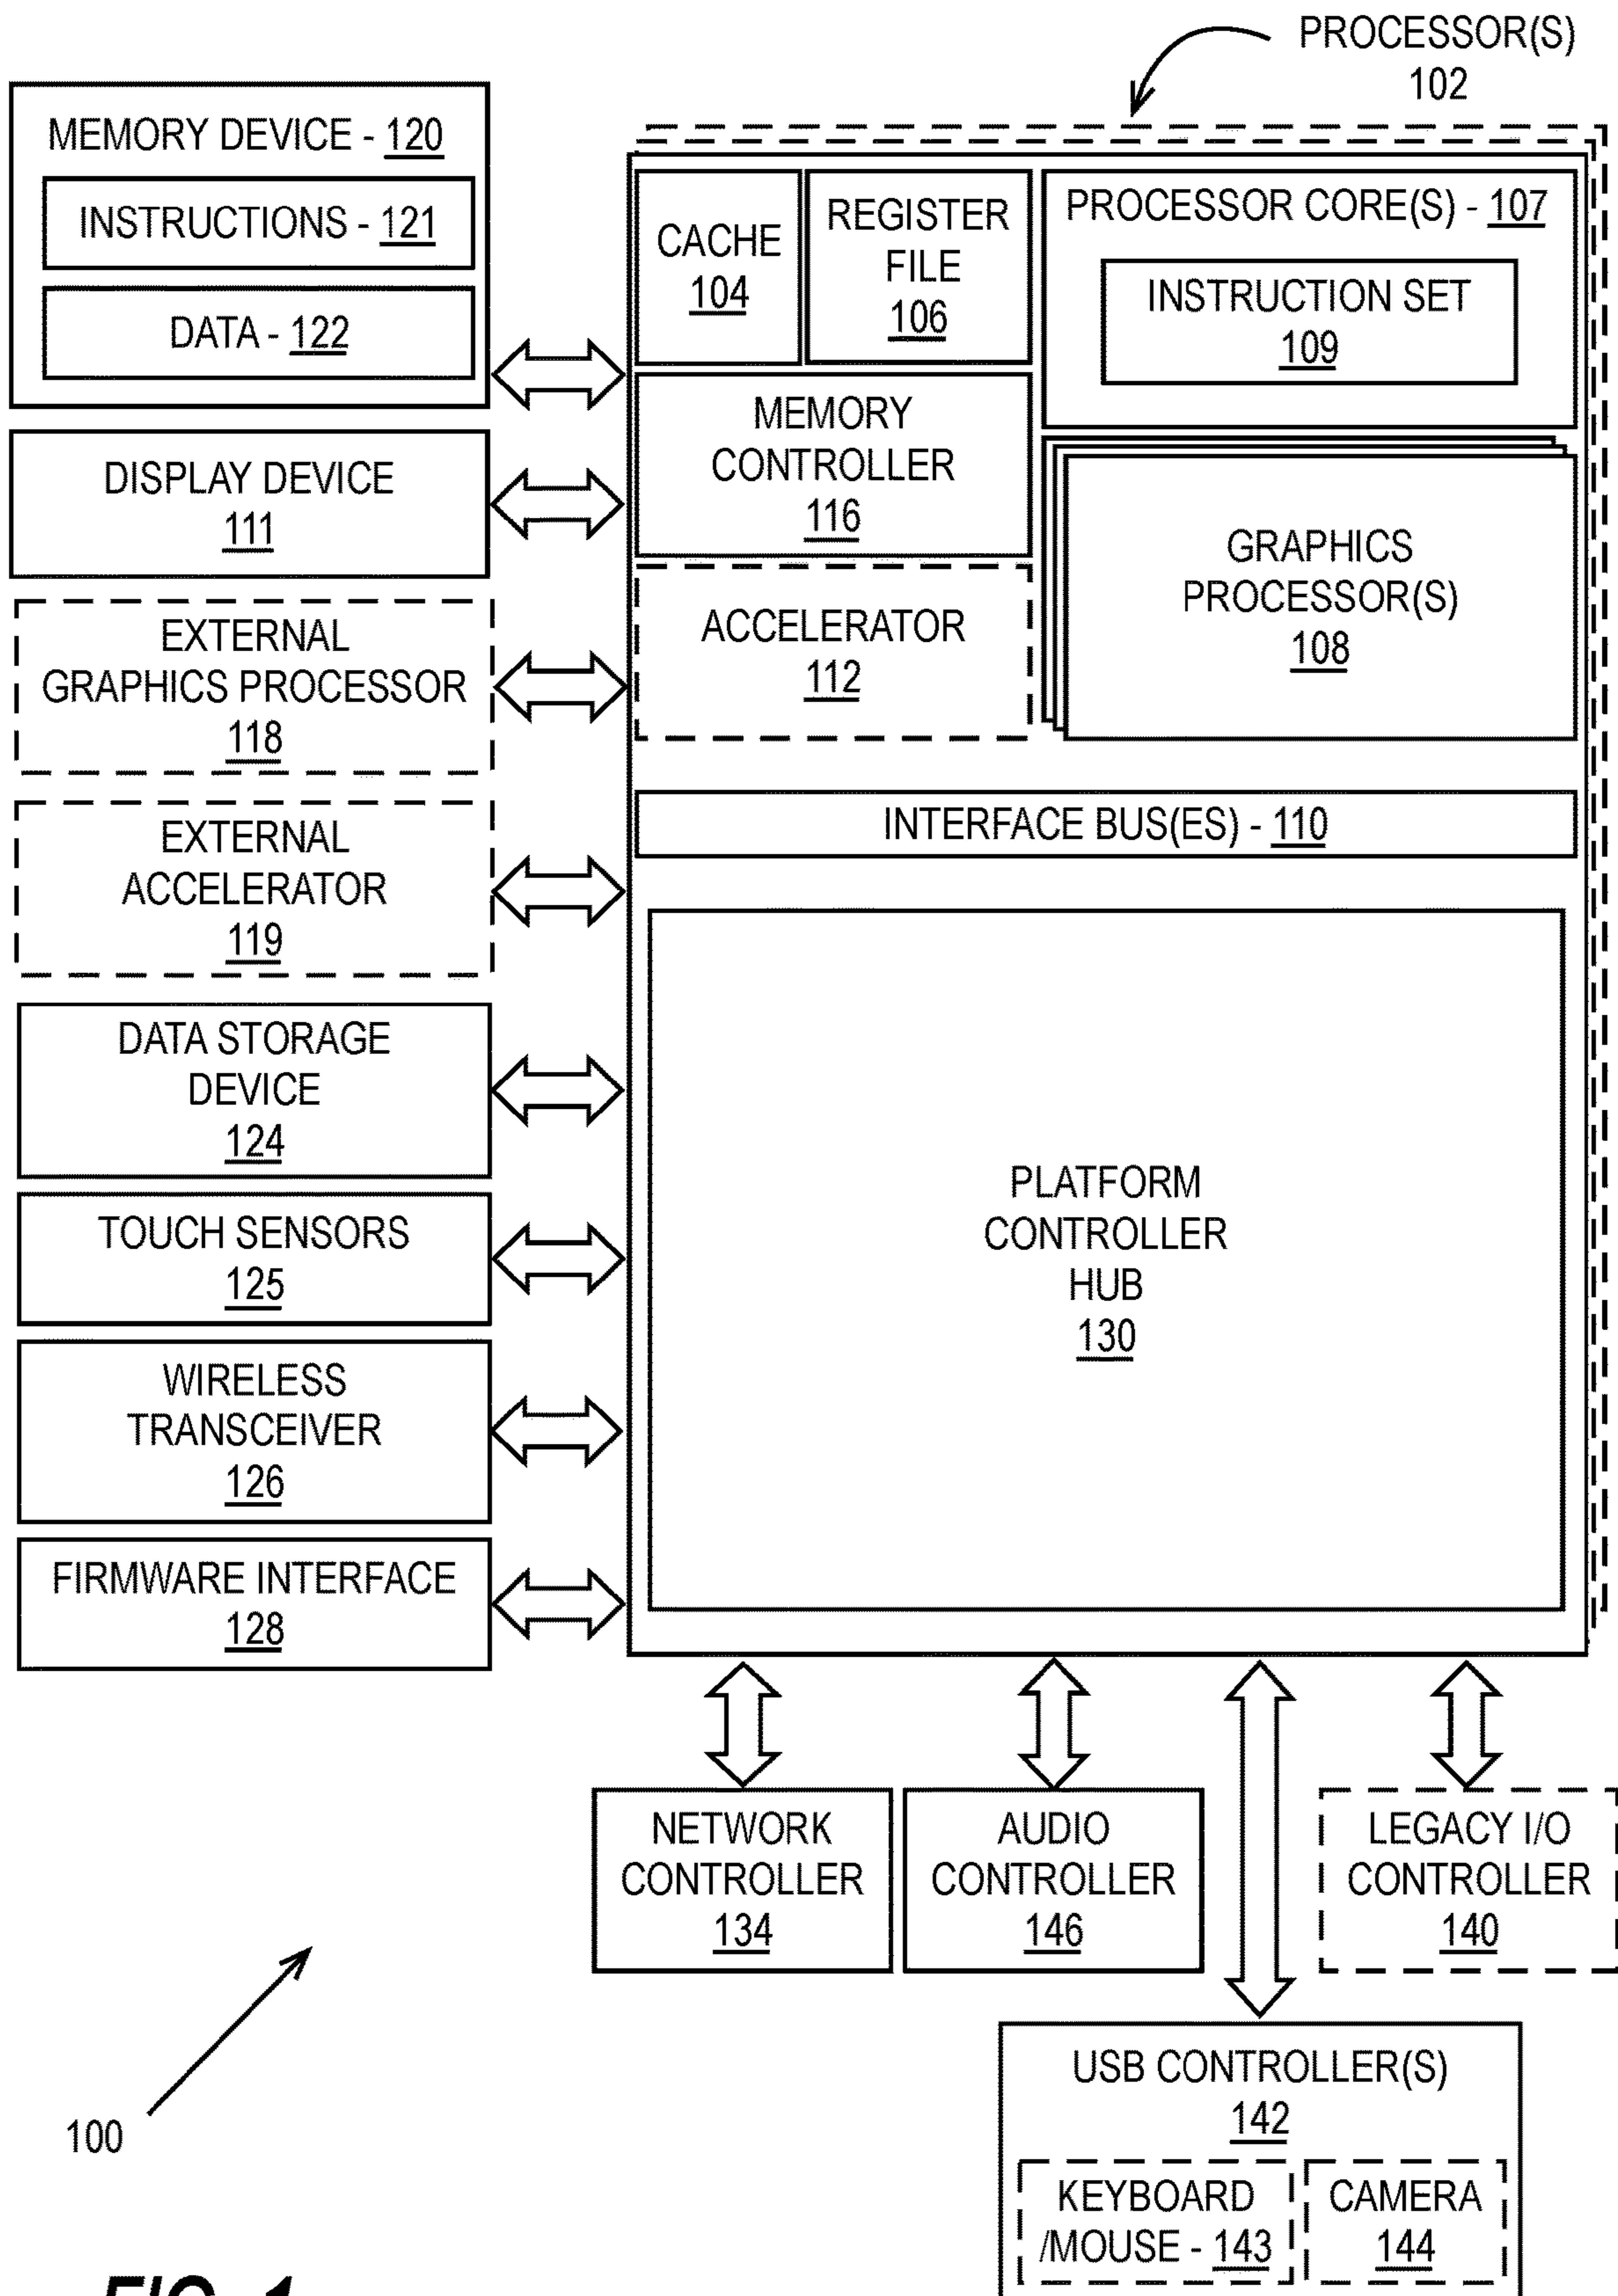 PROCESSOR(S)
102
MEMORY DEVICE - 120
INSTRUCTIONS - 121
DATA - 122
CACHE
104
REGISTER
FILE
106
PROCESSOR CORE(S) - 107
INSTRUCTION SET
109
MEMORY
CONTROLLER
116
DISPLAY DEVICE
111
GRAPHICS
PROCESSOR(S)
108
EXTERNAL
GRAPHICS PROCESSOR
118
ACCELERATOR
112
INTERFACE BUS(ES) - 110
EXTERNAL
ACCELERATOR
119
DATA STORAGE
DEVICE
124
TOUCH SENSORS
125
WIRELESS
TRANSCEIVER
126
FIRMWARE INTERFACE
128
PLATFORM
CONTROLLER
HUB
130
NETWORK
CONTROLLER
134
AUDIO
CONTROLLER
146
LEGACY I/O
CONTROLLER
140
100
USB CONTROLLER(S)
142
KEYBOARD
/MOUSE - 143
CAMERA
144
FIG. 1